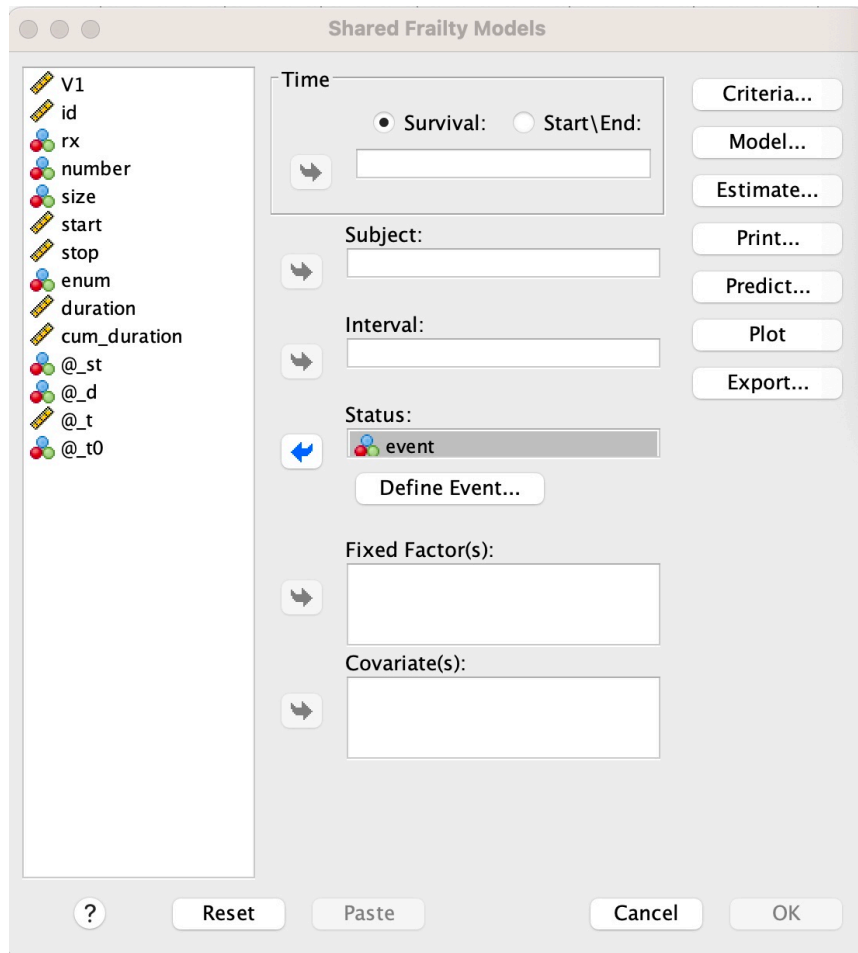 Shared Frailty Models
V1
id
rx
number
size
start
stop
enum
duration
cum_duration
@_st
@_d
@_t
@_t0
Time
Survival:
Start\End:
Subject:
Interval:
Status:
event
Define Event...
Fixed Factor(s):
Covariate(s):
Criteria...
Model...
Estimate...
Print...
Predict...
Plot
Export...
?
Reset
Paste
Cancel
OK